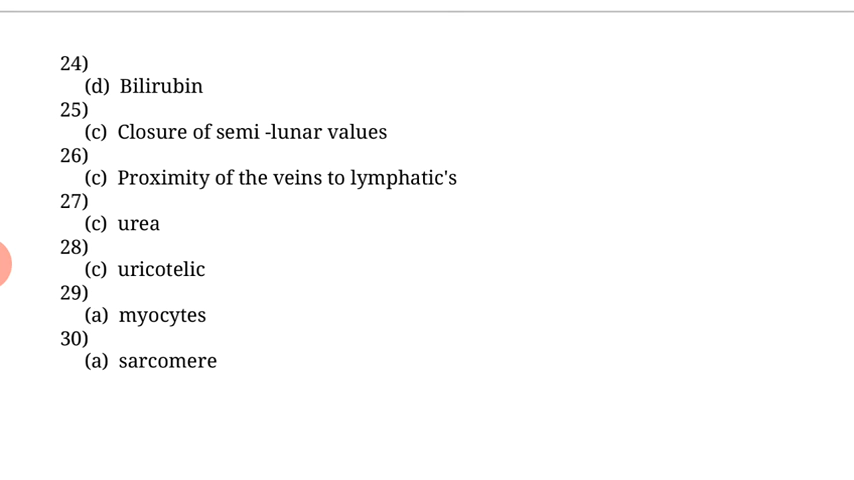 24)
(d) Bilirubin
25)
(c) Closure of semi -lunar values
26)
(c) Proximity of the veins to lymphatic's
27)
(c) urea
28)
(c) uricotelic
29)
(a) myocytes
30)
(a) sarcomere